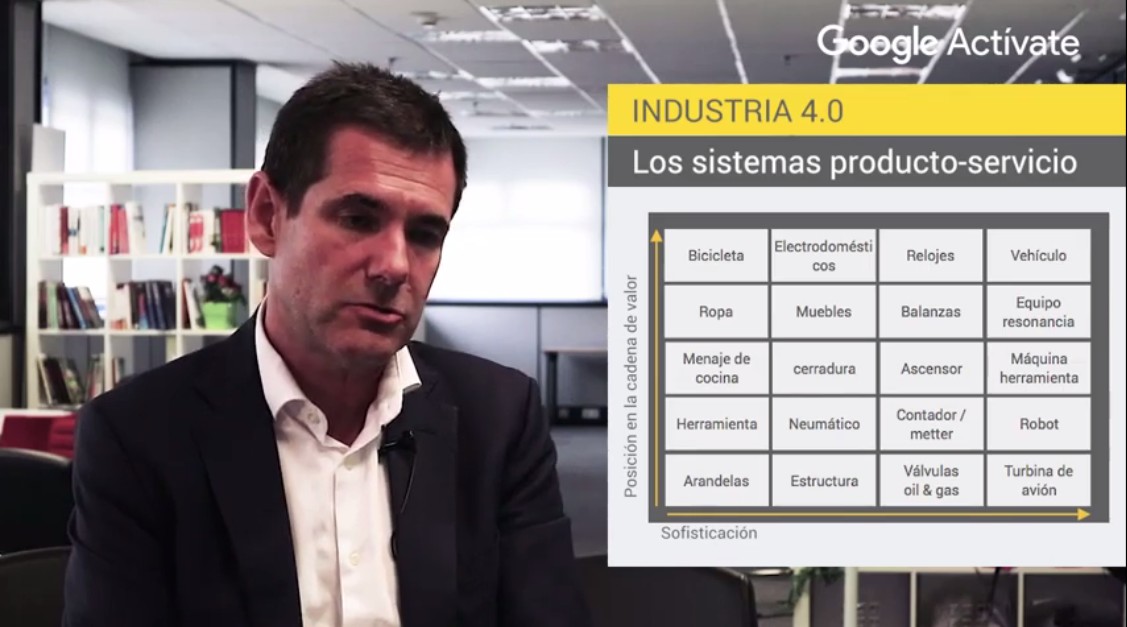 Google Actívate
INDUSTRIA 4.0
Los sistemas producto-servicio
Posición en la cadena de valor
Bicicleta
Electrodomésti
cos
Relojes
Vehículo
Ropa
Muebles
Balanzas
Equipo
resonancia
Menaje de
cocina
cerradura
Ascensor
Máquina
herramienta
Herramienta
Neumático
Contador /
metter
Robot
Arandelas
Estructura
Válvulas
oil & gas
Turbina de
avión
Sofisticación